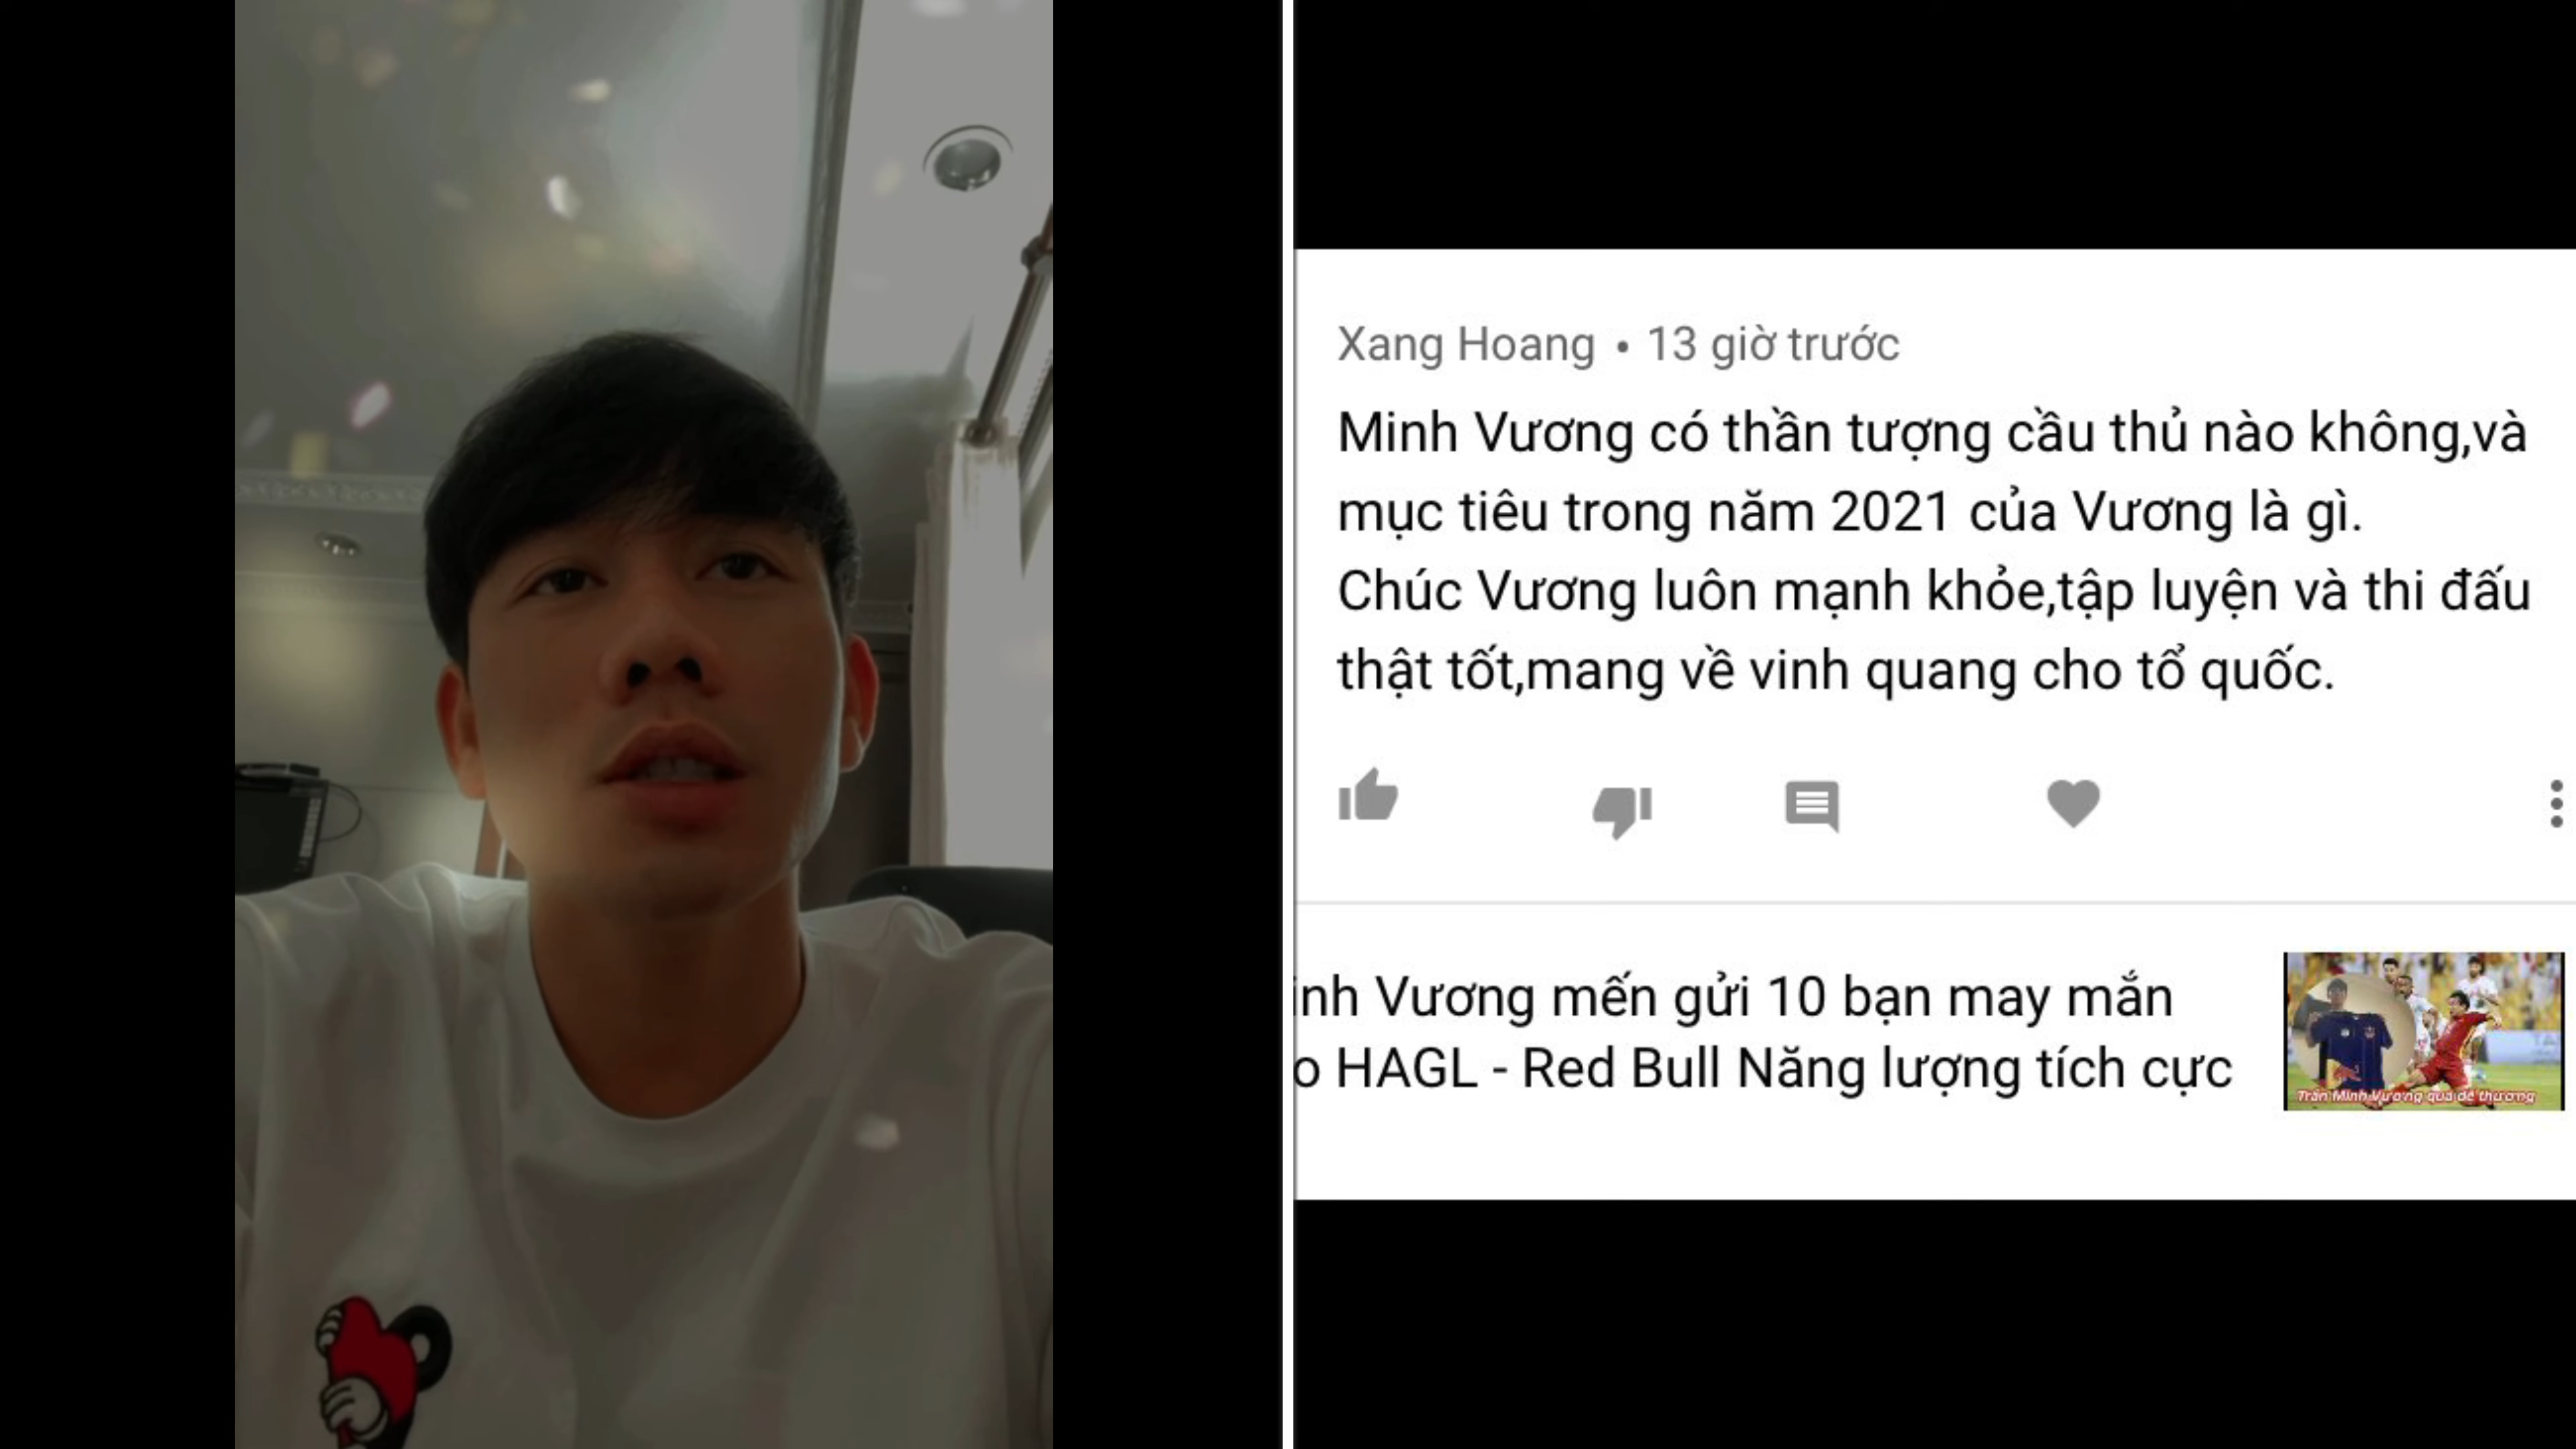 Xang Hoang • 13 giờ trước
Minh Vương có thần tượng cầu thủ nào không,và
mục tiêu trong năm 2021 của Vương là gì.
Chúc Vương luôn mạnh khỏe,tập luyện và thi đấu
thật tốt,mang về vinh quang cho tổ quốc.
inh Vương mến gửi 10 bạn may mắn
o HAGL - Red Bull Năng lượng tích cực
Trần Minh Vương quá dễ thương